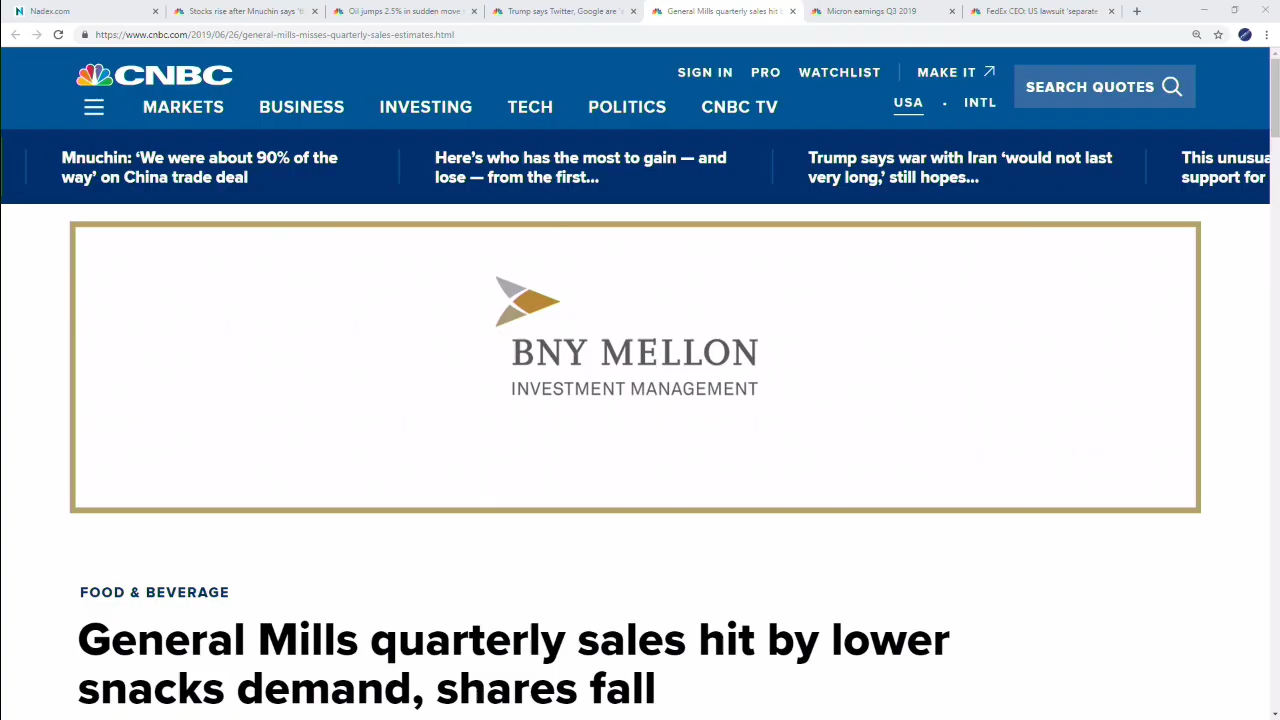 Nadex.com
Stocks rise after Mnuchin says 't
Oil jumps 2.5% in sudden move
Trump says Twitter, Google are 'e
General Mills quarterly sales hit b
Micron earnings Q3 2019
FedEx CEO: US lawsuit 'separate
https://www.cnbc.com/2019/06/26/general-mills-misses-quarterly-sales-estimates.html
CNBC
SIGN IN PRO WATCHLIST MAKE IT
SEARCH QUOTES
MARKETS BUSINESS INVESTING TECH POLITICS CNBC TV
USA · INTL
Mnuchin: ‘We were about 90% of the
way’ on China trade deal
Here’s who has the most to gain — and
lose — from the first...
Trump says war with Iran ‘would not last
very long,’ still hopes...
This unusua
support for
BNY MELLON
INVESTMENT MANAGEMENT
FOOD & BEVERAGE
General Mills quarterly sales hit by lower
snacks demand, shares fall